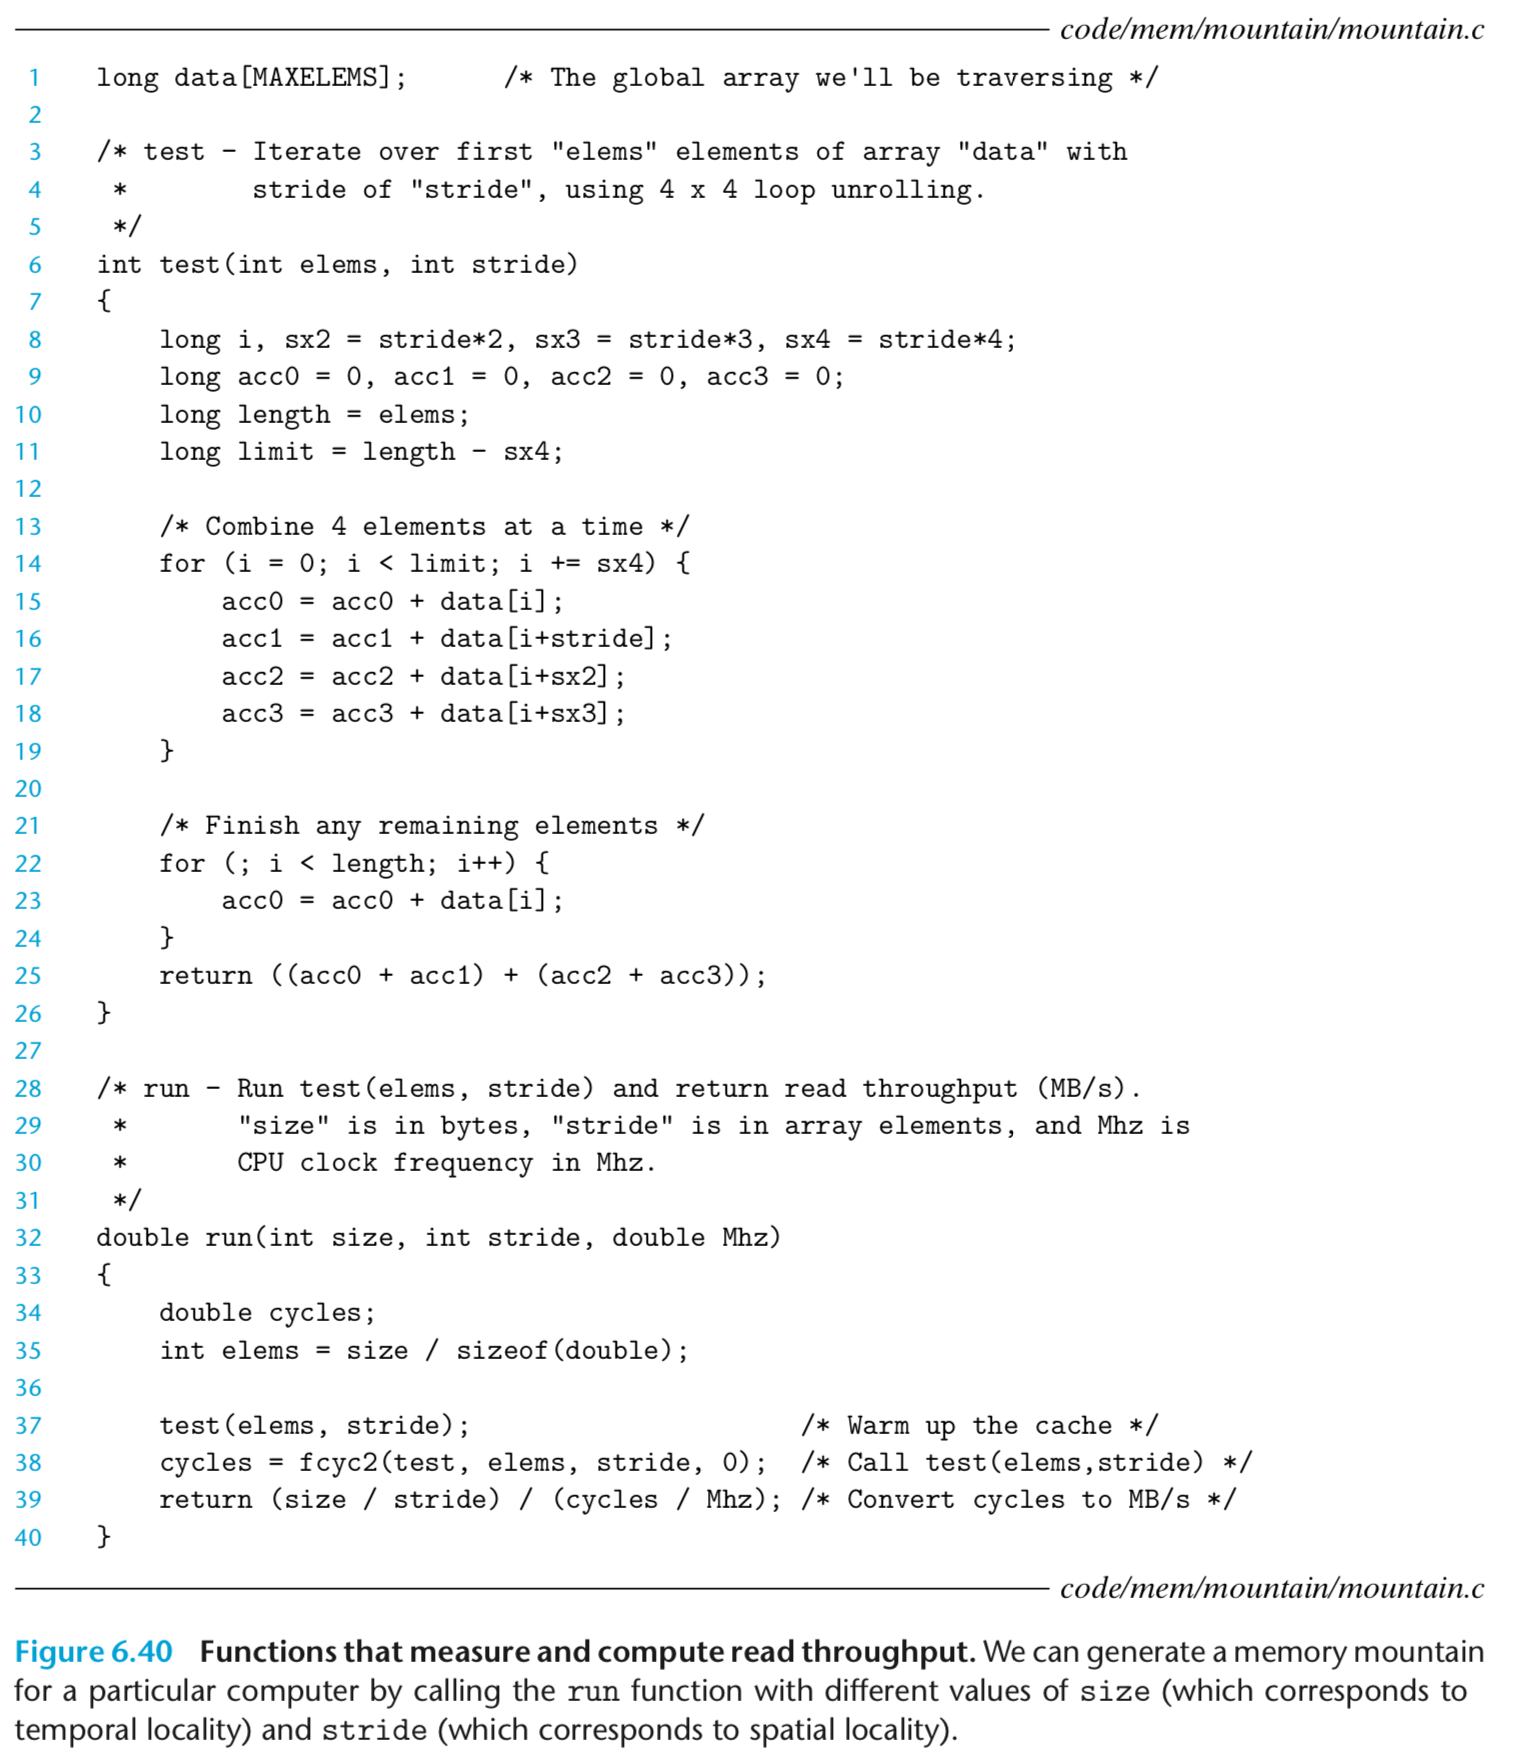 code/mem/mountain/mountain.c
1 long data[MAXELEMS]; /* The global array we'll be traversing */
2
3 /* test - Iterate over first "elems" elements of array "data" with
4 * stride of "stride", using 4 x 4 loop unrolling.
5 */
6 int test(int elems, int stride)
7 {
8 long i, sx2 = stride*2, sx3 = stride*3, sx4 = stride*4;
9 long acc0 = 0, acc1 = 0, acc2 = 0, acc3 = 0;
10 long length = elems;
11 long limit = length - sx4;
12
13 /* Combine 4 elements at a time */
14 for (i = 0; i < limit; i += sx4) {
15 acc0 = acc0 + data[i];
16 acc1 = acc1 + data[i+stride];
17 acc2 = acc2 + data[i+sx2];
18 acc3 = acc3 + data[i+sx3];
19 }
20
21 /* Finish any remaining elements */
22 for (; i < length; i++) {
23 acc0 = acc0 + data[i];
24 }
25 return ((acc0 + acc1) + (acc2 + acc3));
26 }
27
28 /* run - Run test(elems, stride) and return read throughput (MB/s).
29 * "size" is in bytes, "stride" is in array elements, and Mhz is
30 * CPU clock frequency in Mhz.
31 */
32 double run(int size, int stride, double Mhz)
33 {
34 double cycles;
35 int elems = size / sizeof(double);
36
37 test(elems, stride); /* Warm up the cache */
38 cycles = fcyc2(test, elems, stride, 0); /* Call test(elems,stride) */
39 return (size / stride) / (cycles / Mhz); /* Convert cycles to MB/s */
40 }
code/mem/mountain/mountain.c
Figure 6.40 Functions that measure and compute read throughput. We can generate a memory mountain
for a particular computer by calling the run function with different values of size (which corresponds to
temporal locality) and stride (which corresponds to spatial locality).